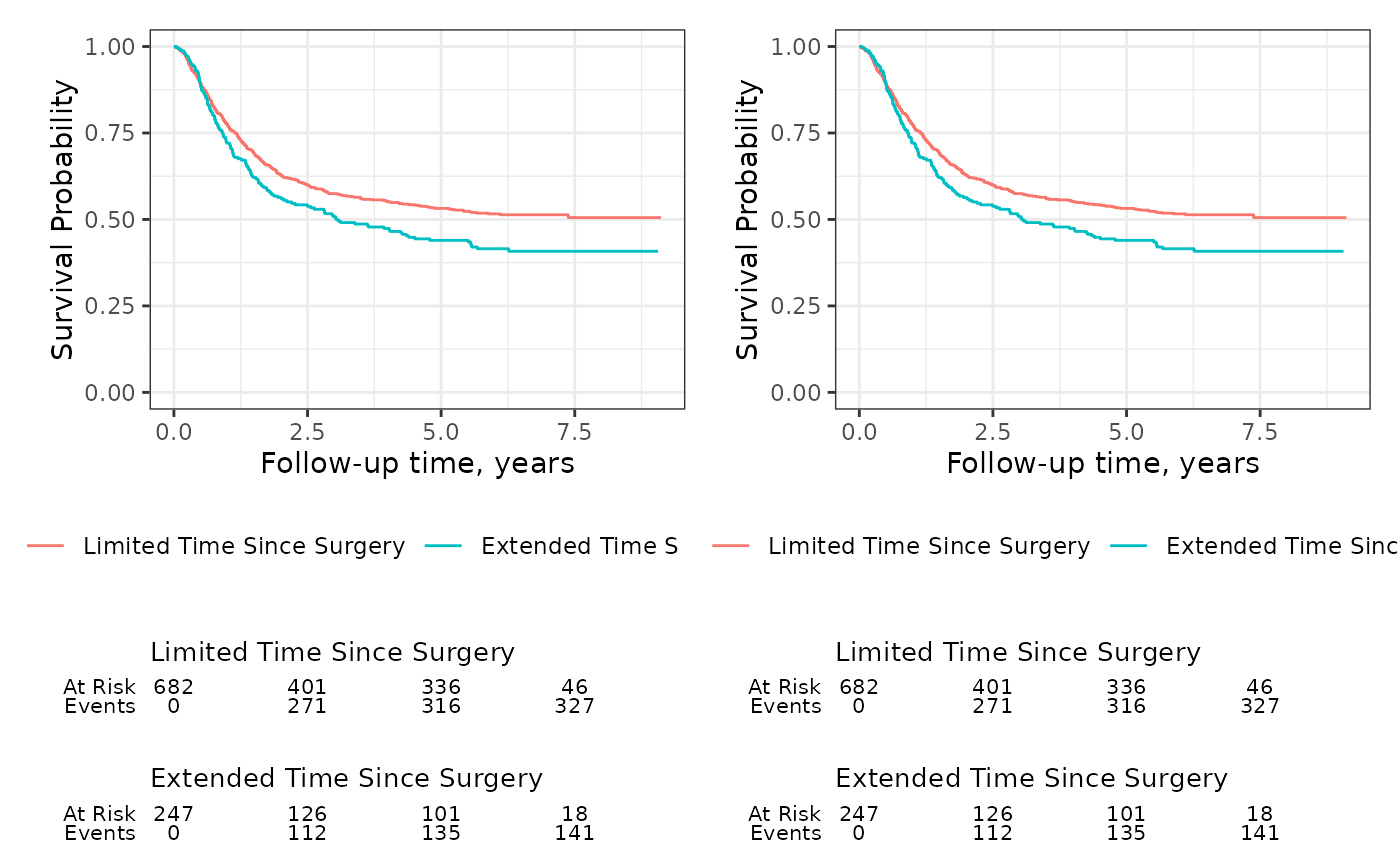 1.00
0.75
0.50
0.25
0.00
Survival Probability
0.0 2.5 5.0 7.5
Follow-up time, years
Limited Time Since Surgery Extended Time S
Limited Time Since Surgery
At Risk 682 401 336 46
Events 0 271 316 327
Extended Time Since Surgery
At Risk 247 126 101 18
Events 0 112 135 141
1.00
0.75
0.50
0.25
0.00
Survival Probability
0.0 2.5 5.0 7.5
Follow-up time, years
Limited Time Since Surgery Extended Time Sinc
Limited Time Since Surgery
At Risk 682 401 336 46
Events 0 271 316 327
Extended Time Since Surgery
At Risk 247 126 101 18
Events 0 112 135 141